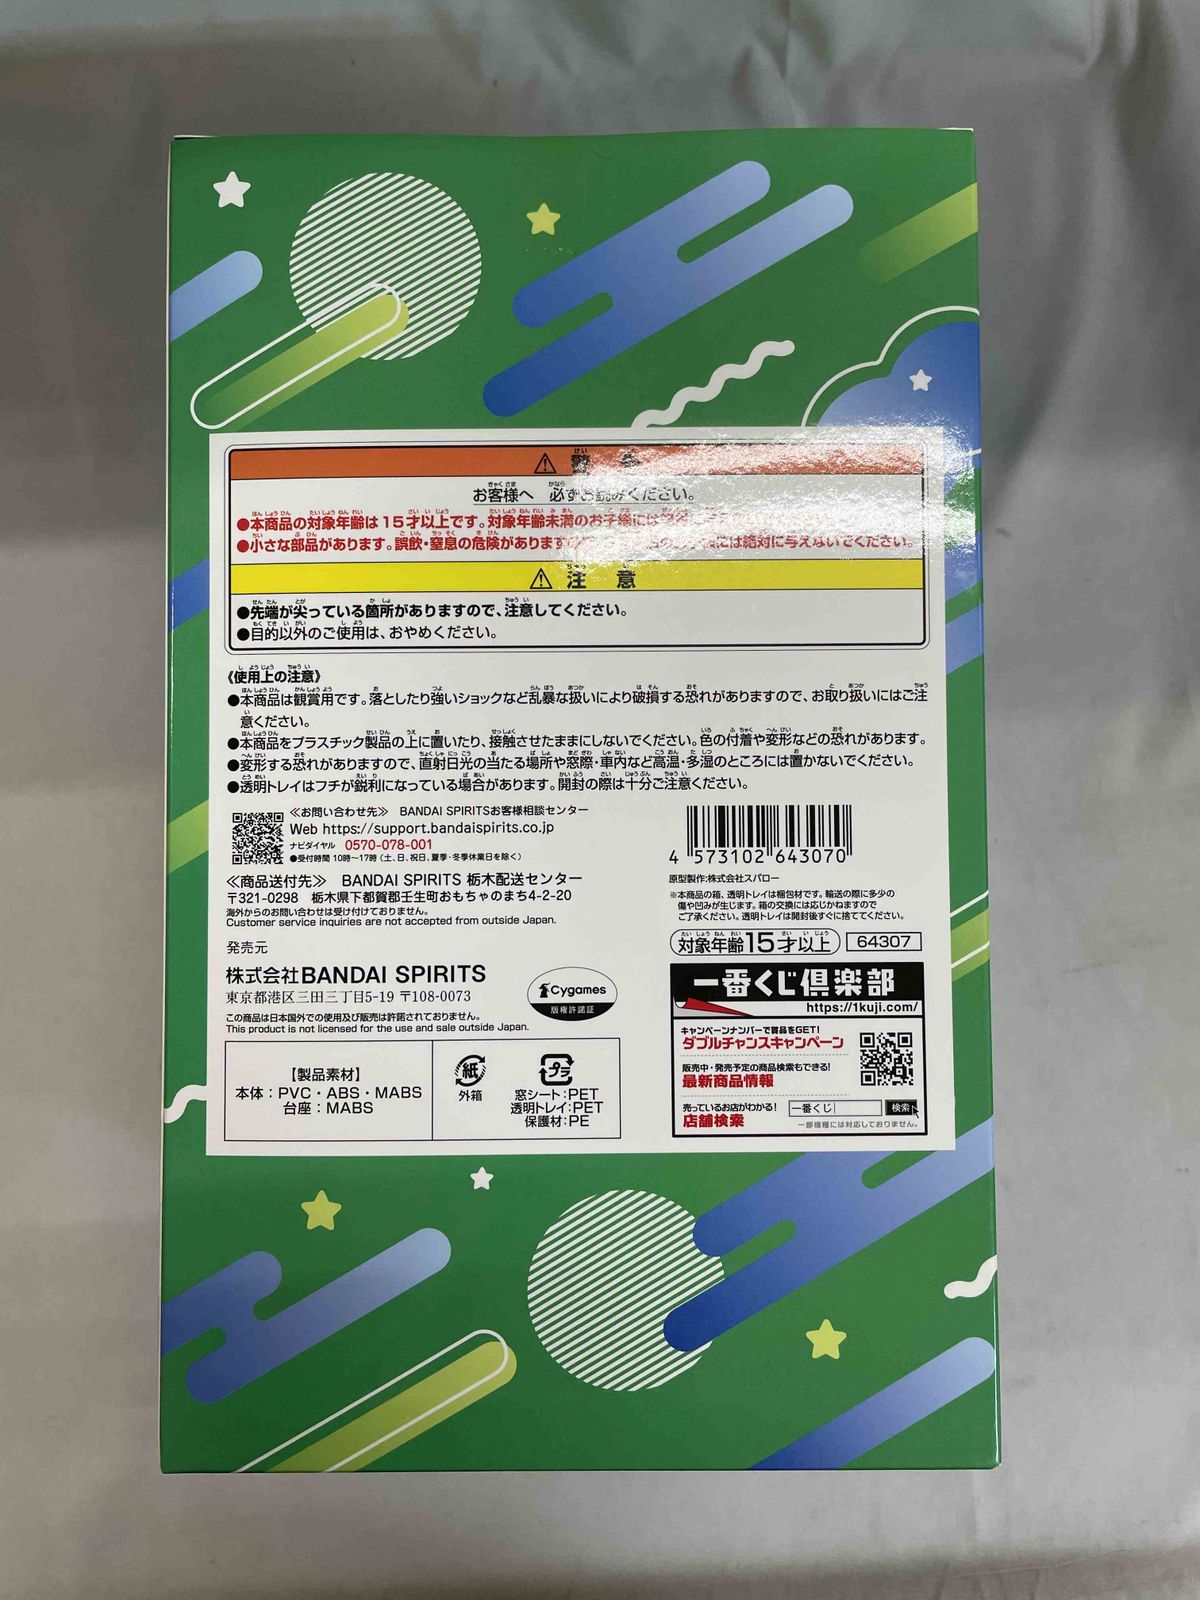 ⚠ 警 告
お客様へ 必ずお読みください。
●本商品の対象年齢は15才以上です。対象年齢未満のお子様には
●小さな部品があります。誤飲・窒息の危険がありますので、 には絶対に与えないでください。
⚠ 注 意
●先端が尖っている箇所がありますので、注意してください。
●目的以外のご使用は、おやめください。
《使用上の注意》
●本商品は観賞用です。落としたり強いショックなど乱暴な扱いにより破損する恐れがありますので、お取り扱いにはご注
意ください。
●本商品をプラスチック製品の上に置いたり、接触させたままにしないでください。色の付着や変形などの恐れがあります。
●変形する恐れがありますので、直射日光の当たる場所や窓際・車内など高温・多湿のところには置かないでください。
●透明トレイはフチが鋭利になっている場合があります。開封の際は十分ご注意ください。
≪お問い合わせ先≫ BANDAI SPIRITSお客様相談センター
Web https://support.bandaispirits.co.jp
ナビダイヤル 0570-078-001
●受付時間 10時〜17時(土、日、祝日、夏季・冬季休業日を除く)
≪商品送付先≫ BANDAI SPIRITS 栃木配送センター
〒321-0298 栃木県下都賀郡壬生町おもちゃのまち4-2-20
海外からのお問い合わせは受け付けておりません。
Customer service inquiries are not accepted from outside Japan.
発売元
株式会社BANDAI SPIRITS
東京都港区三田三丁目5-19 〒108-0073
この商品は日本国外での使用及び販売は許諾されておりません。
This product is not licensed for the use and sale outside Japan.
Cygames
版権許諾証
【製品素材】
本体：PVC・ABS・MABS
台座：MABS
紙
外箱
プラ
窓シート：PET
透明トレイ：PET
保護材：PE
4 573102 643070
原型製作：株式会社スパロー
※本商品の箱、透明トレイは梱包材です。輸送の際に多少の
傷や凹みが生じます。箱の交換には応じかねますので
ご了承ください。透明トレイは開封後すぐに捨ててください。
対象年齢15才以上
64307
一番くじ倶楽部
https://1kuji.com/
キャンペーンナンバーで賞品をGET!
ダブルチャンスキャンペーン
販売中・発売予定の商品検索もできる!
最新商品情報
売っているお店がわかる!
店舗検索
一番くじ 検索
一部機種には対応しておりません。